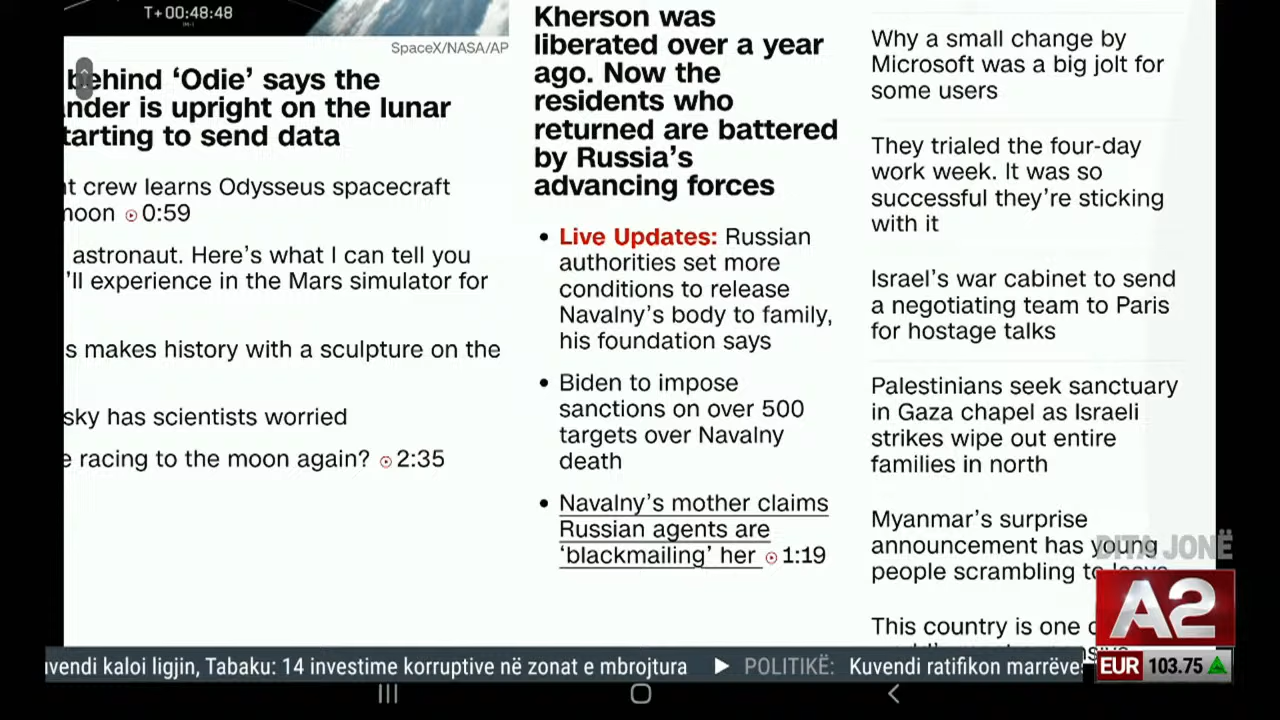 T+ 00:48:48
SpaceX/NASA/AP
behind ‘Odie’ says the
nder is upright on the lunar
tarting to send data
t crew learns Odysseus spacecraft
moon 0:59
astronaut. Here’s what I can tell you
’ll experience in the Mars simulator for
s makes history with a sculpture on the
sky has scientists worried
e racing to the moon again? 2:35
Kherson was
liberated over a year
ago. Now the
residents who
returned are battered
by Russia’s
advancing forces
• Live Updates: Russian
authorities set more
conditions to release
Navalny’s body to family,
his foundation says
• Biden to impose
sanctions on over 500
targets over Navalny
death
• Navalny’s mother claims
Russian agents are
‘blackmailing’ her 1:19
Why a small change by
Microsoft was a big jolt for
some users
They trialed the four-day
work week. It was so
successful they’re sticking
with it
Israel’s war cabinet to send
a negotiating team to Paris
for hostage talks
Palestinians seek sanctuary
in Gaza chapel as Israeli
strikes wipe out entire
families in north
Myanmar’s surprise
announcement has young
people scrambling to leave
This country is one
DITA JONË
A2
EUR 103.75
vendi kaloi ligjin, Tabaku: 14 investime korruptive në zonat e mbrojtura ▶ POLITIKË: Kuvendi ratifikon marrëve